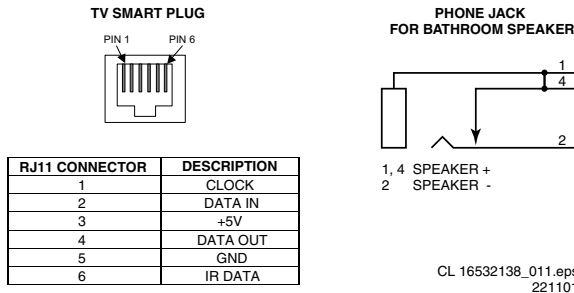 TV SMART PLUG
PIN 1 PIN 6
RJ11 CONNECTOR DESCRIPTION
1 CLOCK
2 DATA IN
3 +5V
4 DATA OUT
5 GND
6 IR DATA
PHONE JACK
FOR BATHROOM SPEAKER
1
4
2
1, 4 SPEAKER +
2 SPEAKER -
CL 16532138_011.eps
221101